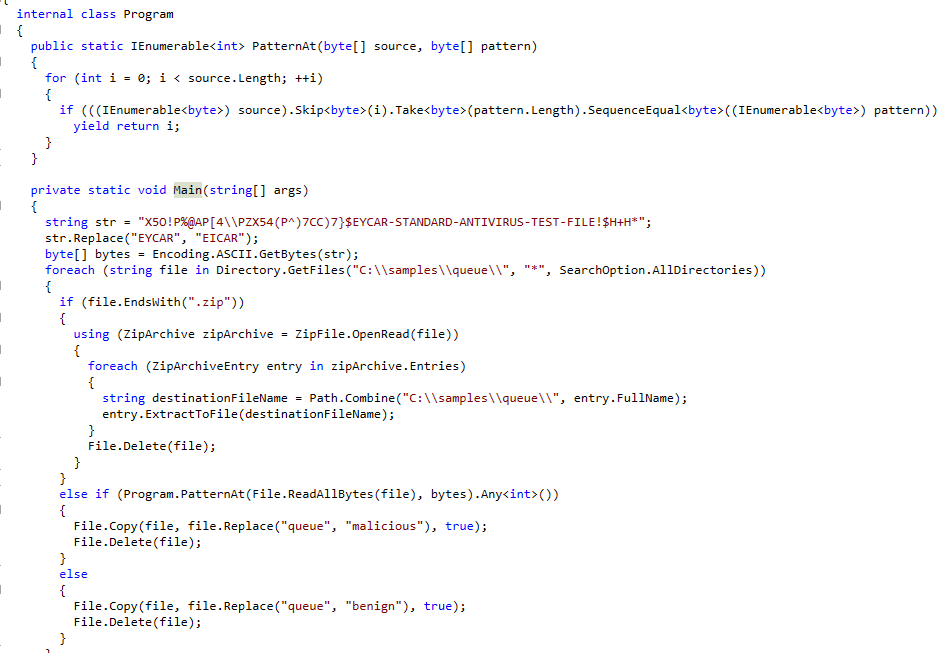 internal class Program
{
public static IEnumerable<int> PatternAt(byte[] source, byte[] pattern)
{
for (int i = 0; i < source.Length; ++i)
{
if (((IEnumerable<byte>) source).Skip<byte>(i).Take<byte>(pattern.Length).SequenceEqual<byte>((IEnumerable<byte>) pattern))
yield return i;
}
}
private static void Main(string[] args)
{
string str = "X5O!P%@AP[4\\PZX54(P^)7CC)7}$EYCAR-STANDARD-ANTIVIRUS-TEST-FILE!$H+H*";
str.Replace("EYCAR", "EICAR");
byte[] bytes = Encoding.ASCII.GetBytes(str);
foreach (string file in Directory.GetFiles("C:\\samples\\queue\\", "*", SearchOption.AllDirectories))
{
if (file.EndsWith(".zip"))
{
using (ZipArchive zipArchive = ZipFile.OpenRead(file))
{
foreach (ZipArchiveEntry entry in zipArchive.Entries)
{
string destinationFileName = Path.Combine("C:\\samples\\queue\\", entry.FullName);
entry.ExtractToFile(destinationFileName);
}
File.Delete(file);
}
}
else if (Program.PatternAt(File.ReadAllBytes(file), bytes).Any<int>())
{
File.Copy(file, file.Replace("queue", "malicious"), true);
File.Delete(file);
}
else
{
File.Copy(file, file.Replace("queue", "benign"), true);
File.Delete(file);
}